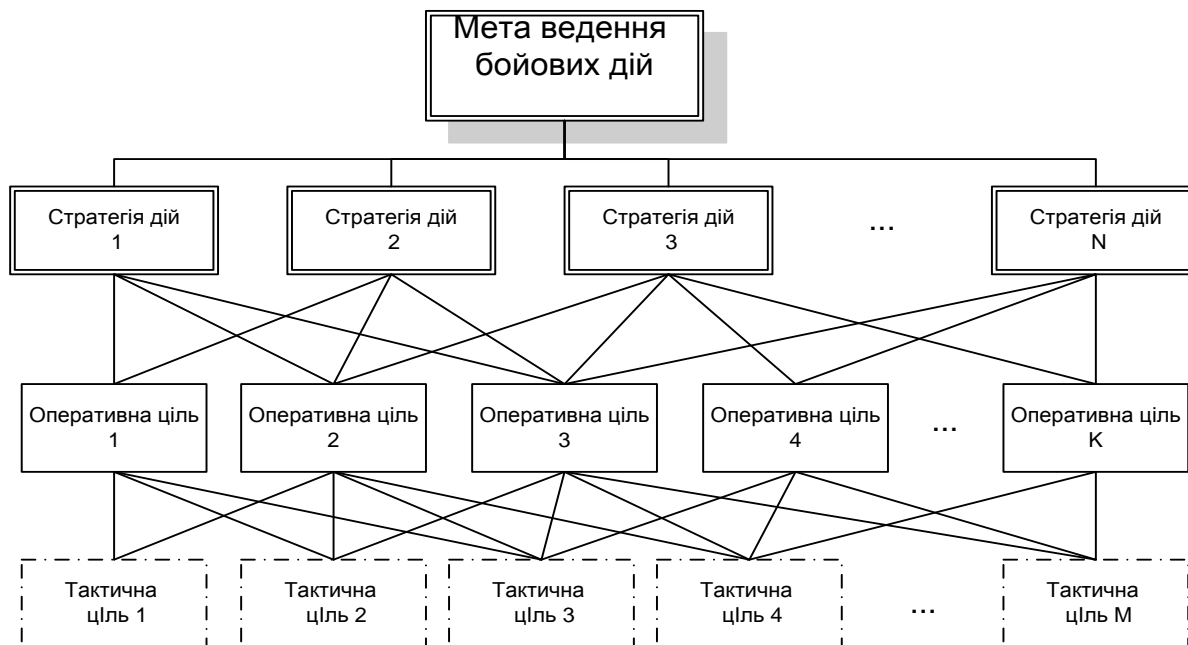 Мета ведення
бойових дій
Стратегія дій
1
Стратегія дій
2
Стратегія дій
3
...
Стратегія дій
N
Оперативна ціль
1
Оперативна ціль
2
Оперативна ціль
3
Оперативна ціль
4
...
Оперативна ціль
K
Тактична
цІль 1
Тактична
цІль 2
Тактична
цІль 3
Тактична
цІль 4
...
Тактична
цІль M